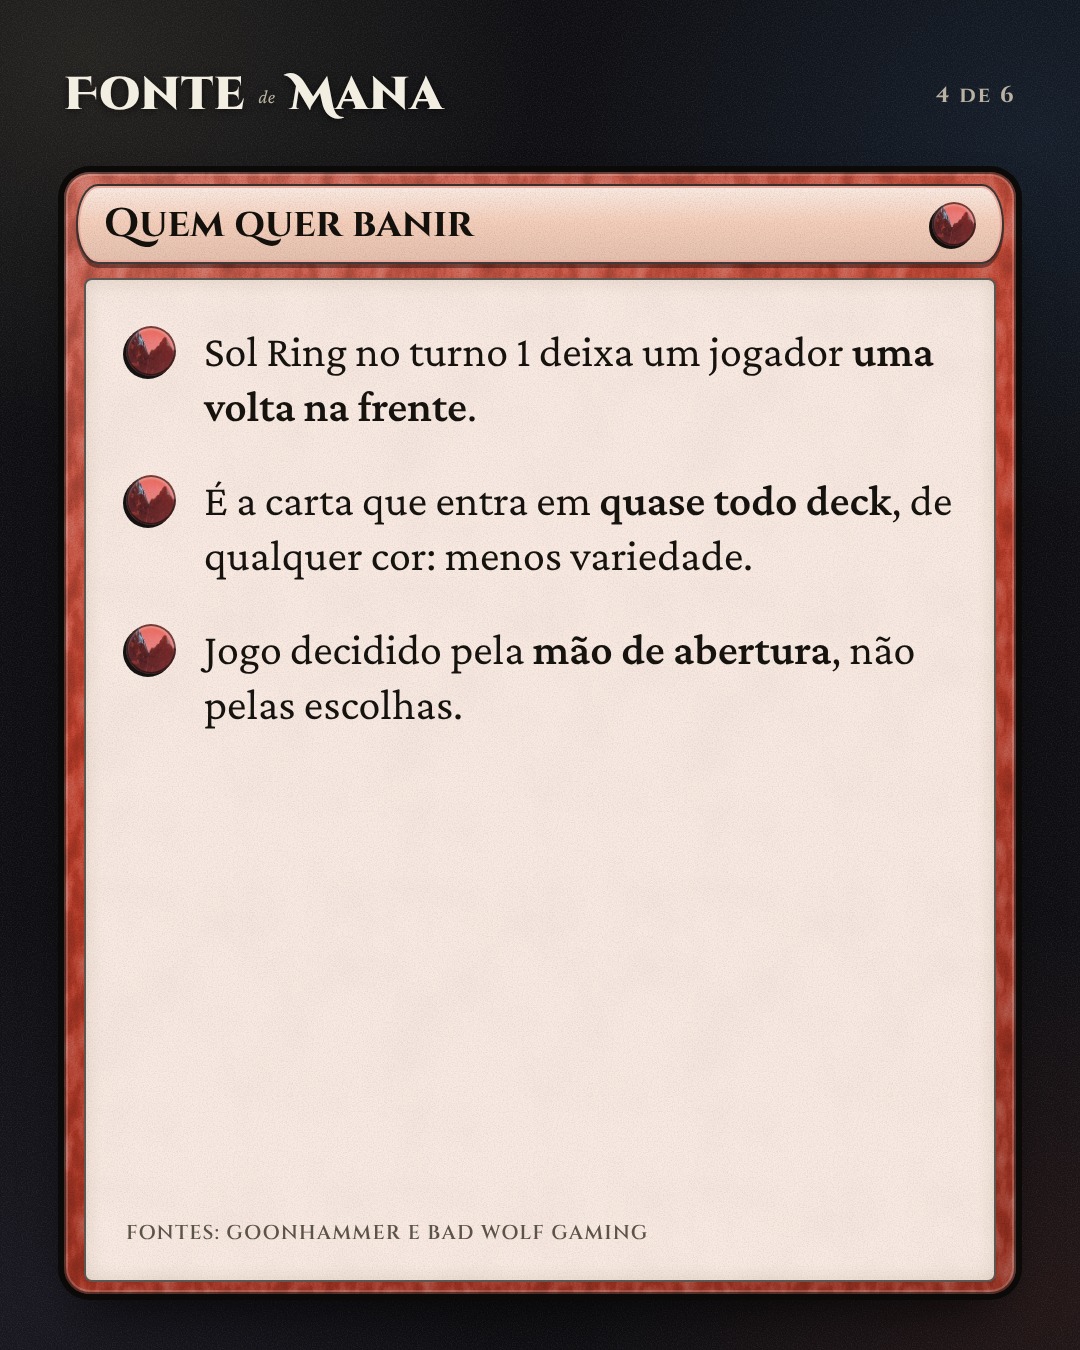 Fonte de Mana
4 de 6
Quem quer banir
Sol Ring no turno 1 deixa um jogador uma
volta na frente.
É a carta que entra em quase todo deck, de
qualquer cor: menos variedade.
Jogo decidido pela mão de abertura, não
pelas escolhas.
Fontes: Goonhammer e Bad Wolf Gaming